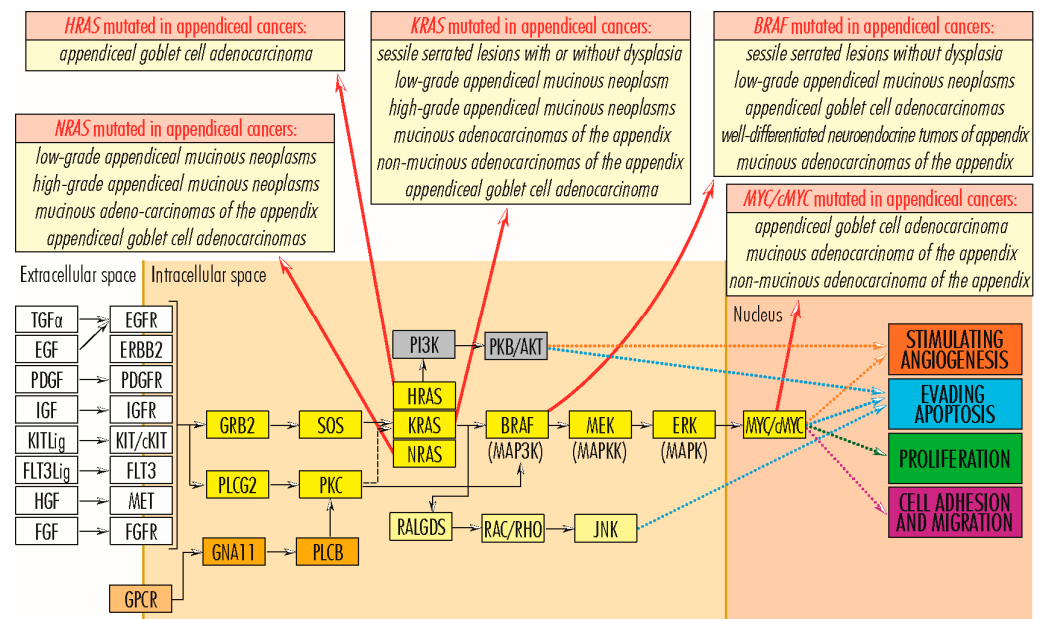 HRAS mutated in appendiceal cancers:
appendiceal goblet cell adenocarcinoma
KRAS mutated in appendiceal cancers:
sessile serrated lesions with or without dysplasia
low-grade appendiceal mucinous neoplasm
high-grade appendiceal mucinous neoplasms
mucinous adenocarcinomas of the appendix
non-mucinous adenocarcinomas of the appendix
appendiceal goblet cell adenocarcinoma
BRAF mutated in appendiceal cancers:
sessile serrated lesions without dysplasia
low-grade appendiceal mucinous neoplasms
appendiceal goblet cell adenocarcinomas
well-differentiated neuroendocrine tumors of appendix
mucinous adenocarcinomas of the appendix
NRAS mutated in appendiceal cancers:
low-grade appendiceal mucinous neoplasms
high-grade appendiceal mucinous neoplasms
mucinous adeno-carcinomas of the appendix
appendiceal goblet cell adenocarcinomas
MYC/cMYC mutated in appendiceal cancers:
appendiceal goblet cell adenocarcinoma
mucinous adenocarcinoma of the appendix
non-mucinous adenocarcinoma of the appendix
Extracellular space
Intracellular space
Nucleus
TGFα
EGFR
EGF
ERBB2
PDGF
PDGFR
IGF
IGFR
KITLig
KIT/cKIT
FLT3Lig
FLT3
HGF
MET
FGF
FGFR
GPCR
GRB2
SOS
PLCG2
PKC
GNA11
PLCB
PI3K
PKB/AKT
HRAS
KRAS
NRAS
BRAF
(MAP3K)
MEK
(MAPKK)
ERK
(MAPK)
MYC/cMYC
RALGDS
RAC/RHO
JNK
STIMULATING
ANGIOGENESIS
EVADING
APOPTOSIS
PROLIFERATION
CELL ADHESION
AND MIGRATION